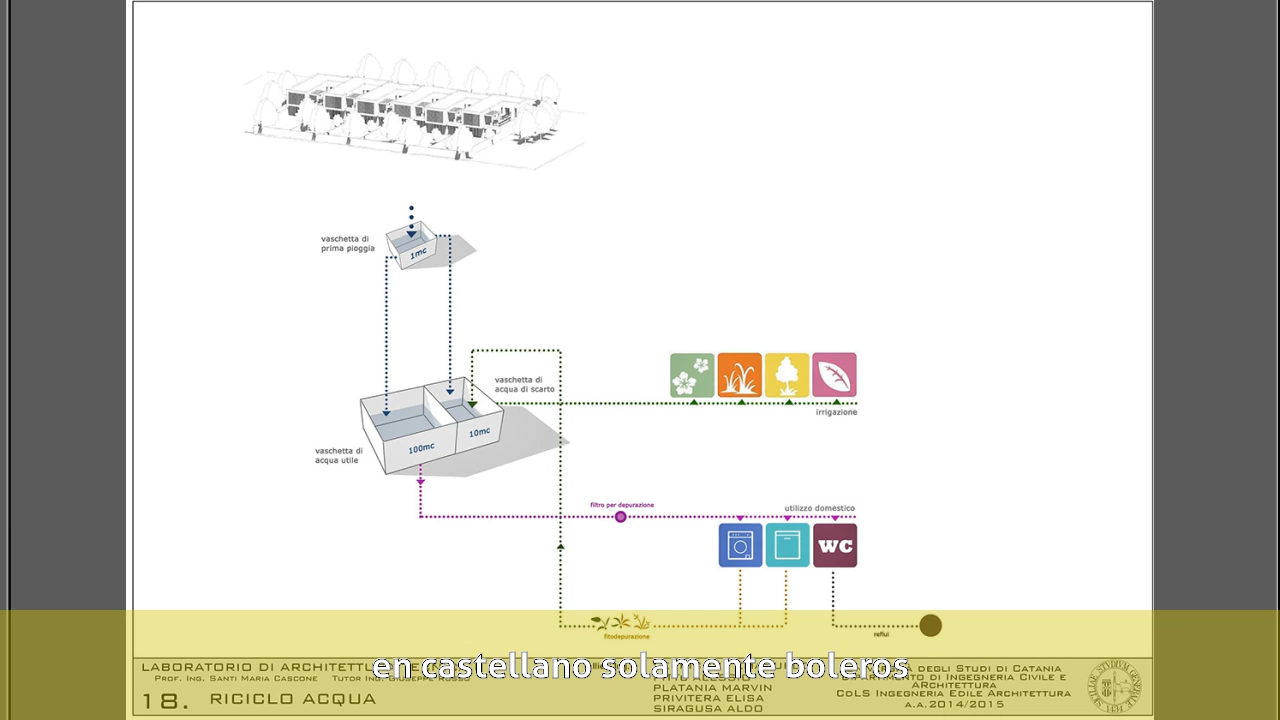 vaschetta di
prima pioggia
1mc
vaschetta di
acqua di scarto
irrigazione
100mc
10mc
vaschetta di
acqua utile
filtro per depurazione
utilizzo domestico
WC
fitodepurazione
reflui
en castellano solamente boleros
LABORATORIO DI
Prof. Ing. Santi Maria Cascone Tutor
18. RICICLO ACQUA
PLATANIA MARVIN
PRIVITERA ELISA
SIRAGUSA ALDO
degli Studi di Catania
di Ingegneria Civile e
Architettura
CdLS Ingegneria Edile Architettura
a.a.2014/2015